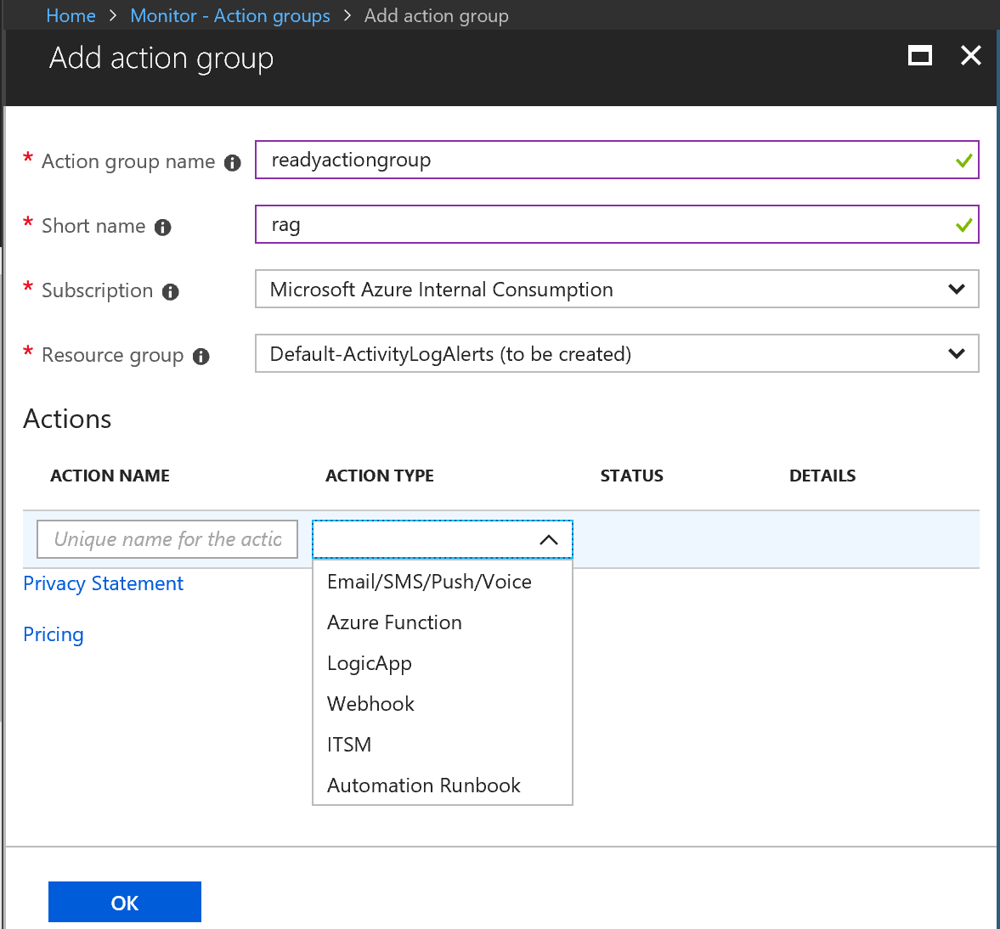 Home > Monitor - Action groups > Add action group
Add action group
* Action group name
readyactiongroup
* Short name
rag
* Subscription
Microsoft Azure Internal Consumption
* Resource group
Default-ActivityLogAlerts (to be created)
Actions
ACTION NAME ACTION TYPE STATUS DETAILS
Unique name for the actio
Email/SMS/Push/Voice
Privacy Statement
Azure Function
Pricing
LogicApp
Webhook
ITSM
Automation Runbook
OK